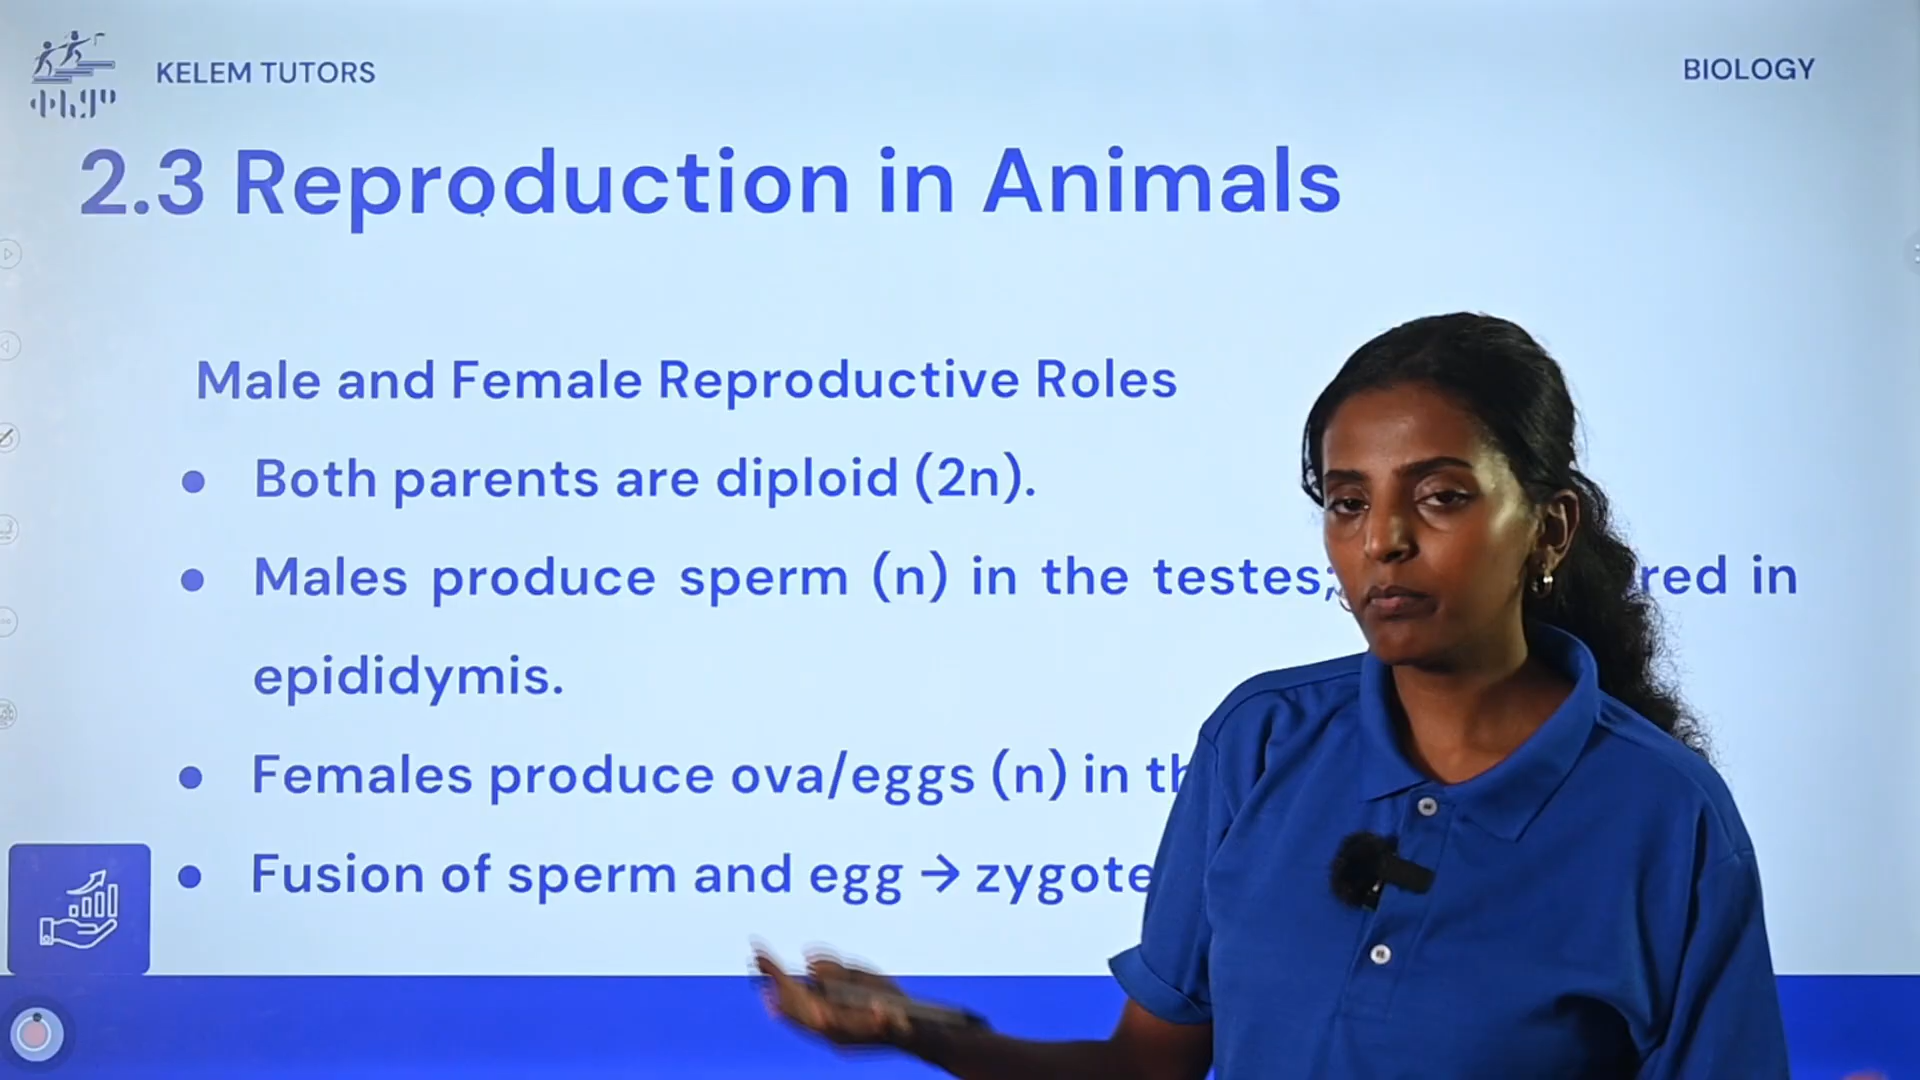 ቀለም
KELEM TUTORS
BIOLOGY
2.3 Reproduction in Animals
Male and Female Reproductive Roles
• Both parents are diploid (2n).
• Males produce sperm (n) in the testes; in
epididymis.
• Females produce ova/eggs (n) in
• Fusion of sperm and egg → zygote